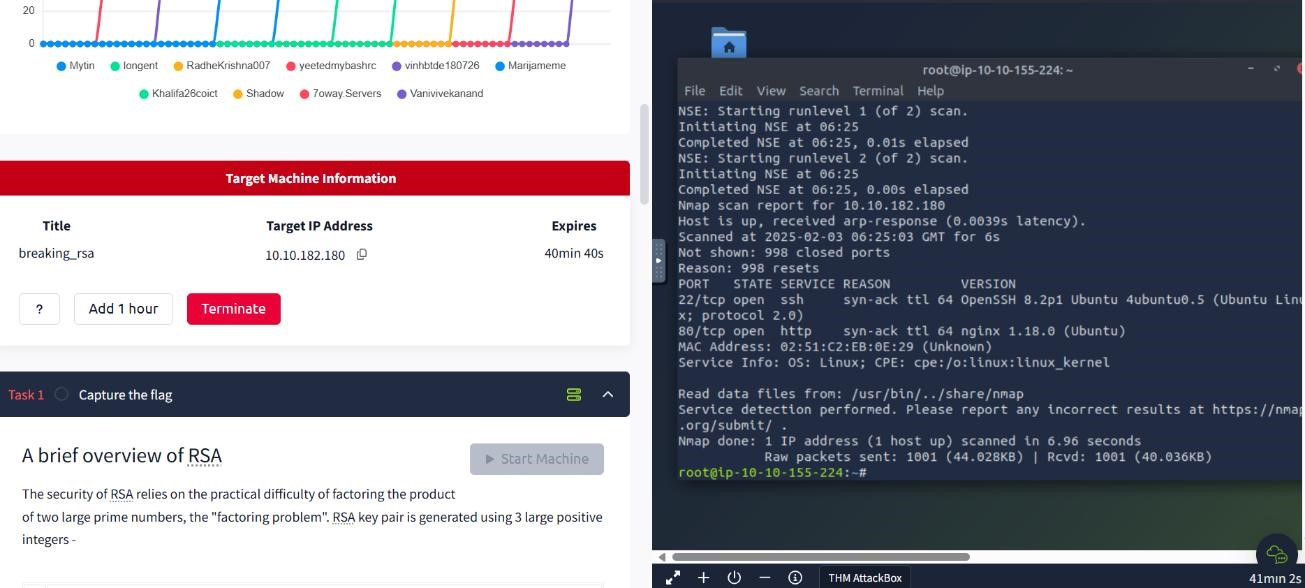 20
0
Mytin longent RadheKrishna007 yeetedmybashrc vinhbtde180726 Marijameme
Khalifa26coict Shadow 7oway.Servers Vanivivekanand
Target Machine Information
Title Target IP Address Expires
breaking_rsa 10.10.182.180 40min 40s
? Add 1 hour Terminate
Task 1 Capture the flag
A brief overview of RSA
Start Machine
The security of RSA relies on the practical difficulty of factoring the product
of two large prime numbers, the "factoring problem". RSA key pair is generated using 3 large positive
integers -
root@ip-10-10-155-224: ~
File Edit View Search Terminal Help
NSE: Starting runlevel 1 (of 2) scan.
Initiating NSE at 06:25
Completed NSE at 06:25, 0.01s elapsed
NSE: Starting runlevel 2 (of 2) scan.
Initiating NSE at 06:25
Completed NSE at 06:25, 0.00s elapsed
Nmap scan report for 10.10.182.180
Host is up, received arp-response (0.0039s latency).
Scanned at 2025-02-03 06:25:03 GMT for 6s
Not shown: 998 closed ports
Reason: 998 resets
PORT STATE SERVICE REASON VERSION
22/tcp open ssh syn-ack ttl 64 OpenSSH 8.2p1 Ubuntu 4ubuntu0.5 (Ubuntu Linu
x; protocol 2.0)
80/tcp open http syn-ack ttl 64 nginx 1.18.0 (Ubuntu)
MAC Address: 02:51:C2:EB:0E:29 (Unknown)
Service Info: OS: Linux; CPE: cpe:/o:linux:linux_kernel
Read data files from: /usr/bin/../share/nmap
Service detection performed. Please report any incorrect results at https://nmap
.org/submit/ .
Nmap done: 1 IP address (1 host up) scanned in 6.96 seconds
Raw packets sent: 1001 (44.028KB) | Rcvd: 1001 (40.036KB)
root@ip-10-10-155-224:~#
THM AttackBox
41min 2s